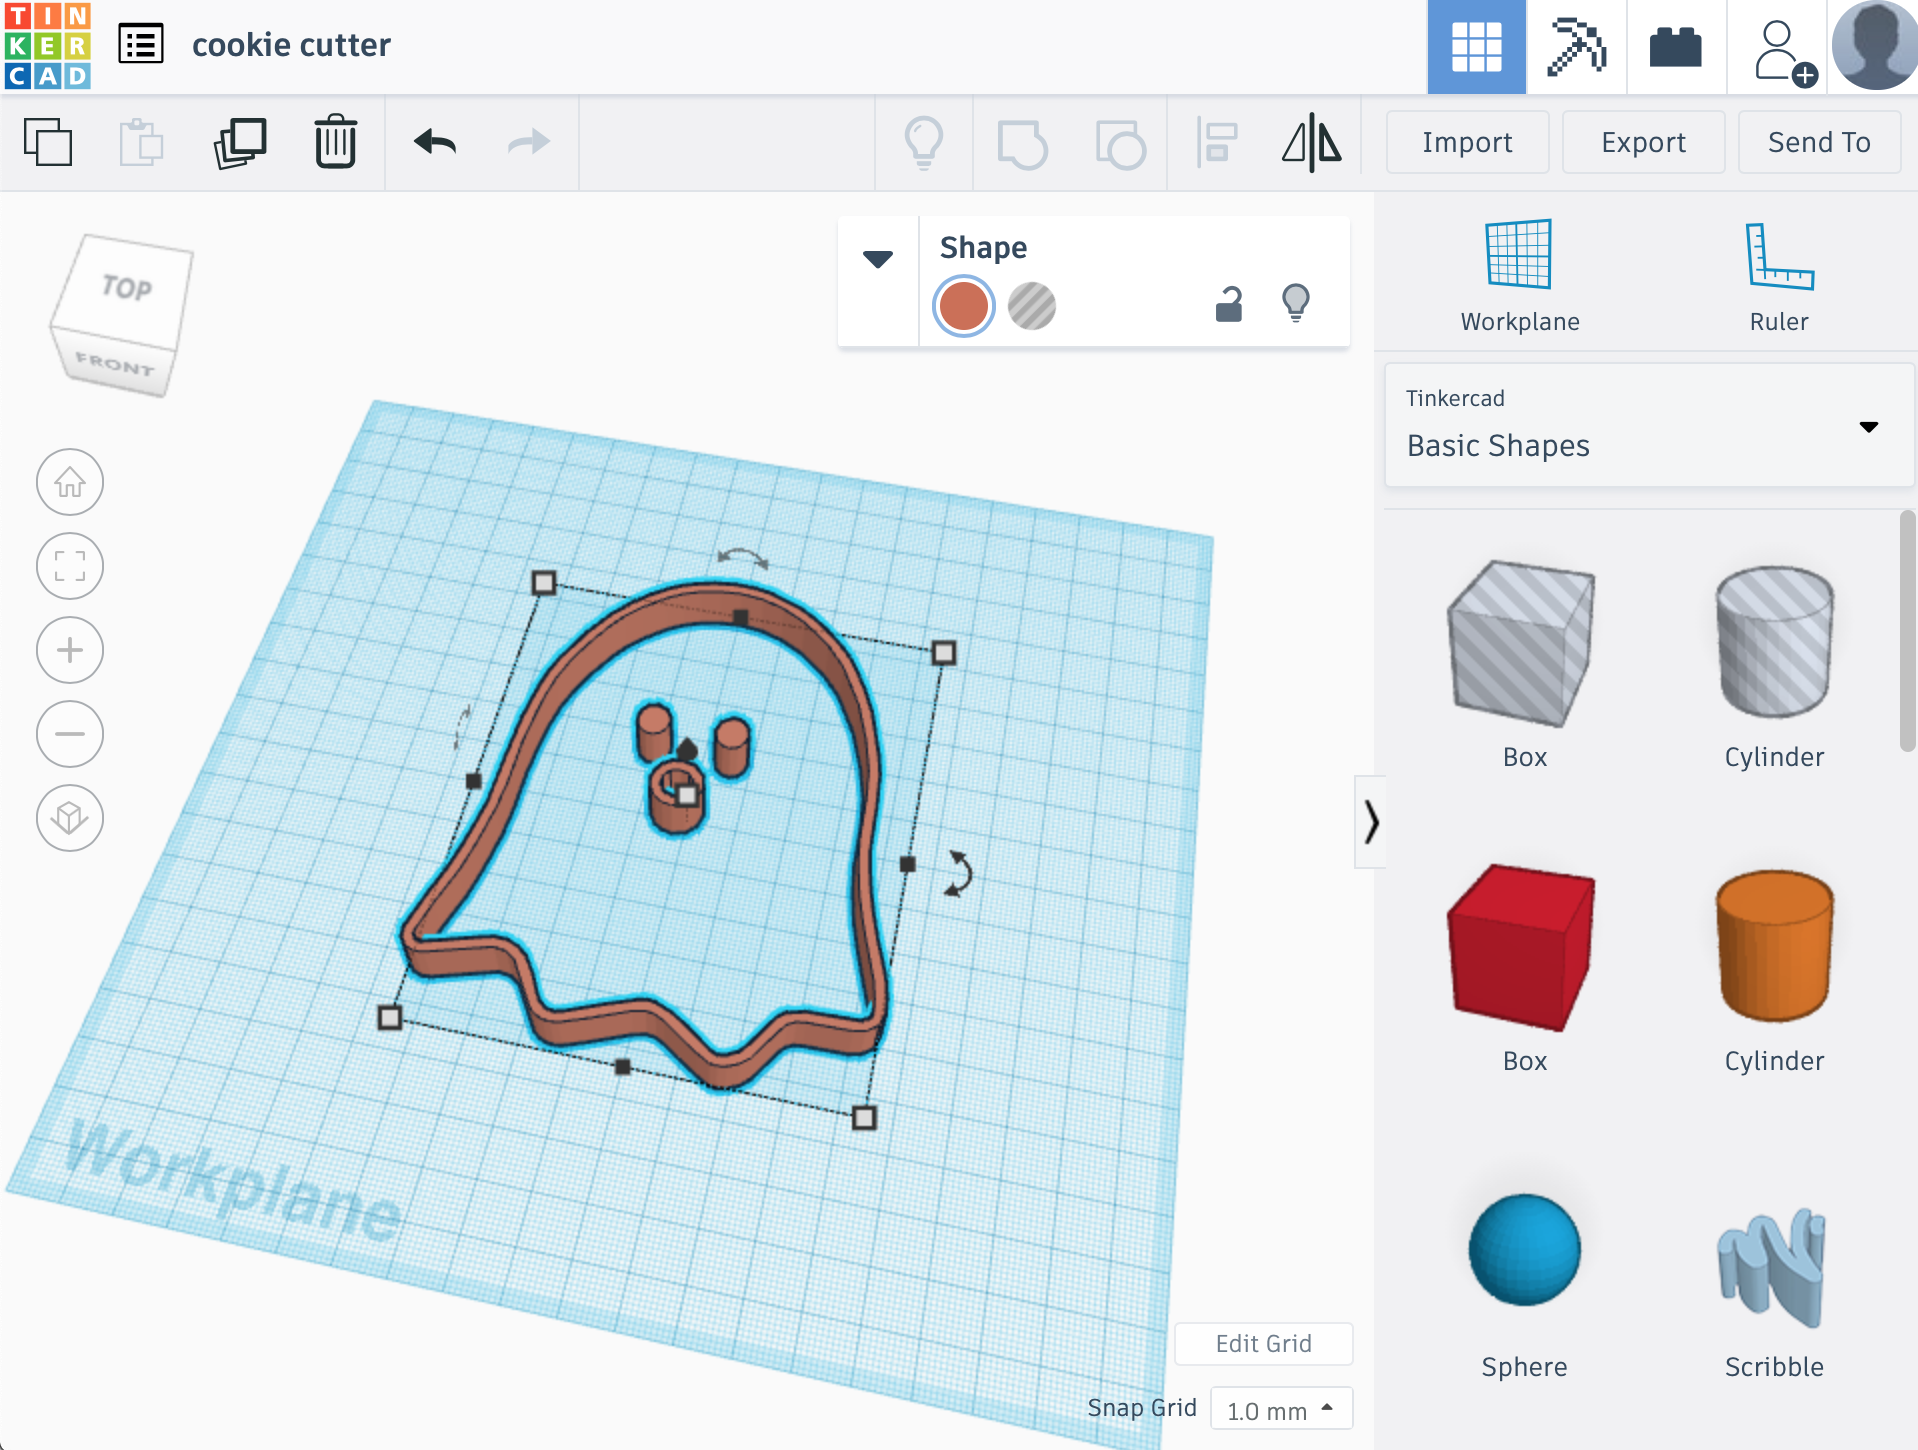 TIN
KER
CAD
cookie cutter
Import
Export
Send To
TOP
FRONT
Shape
Workplane
Ruler
Tinkercad
Basic Shapes
Box
Cylinder
Box
Cylinder
Sphere
Scribble
Workplane
Edit Grid
Snap Grid
1.0 mm